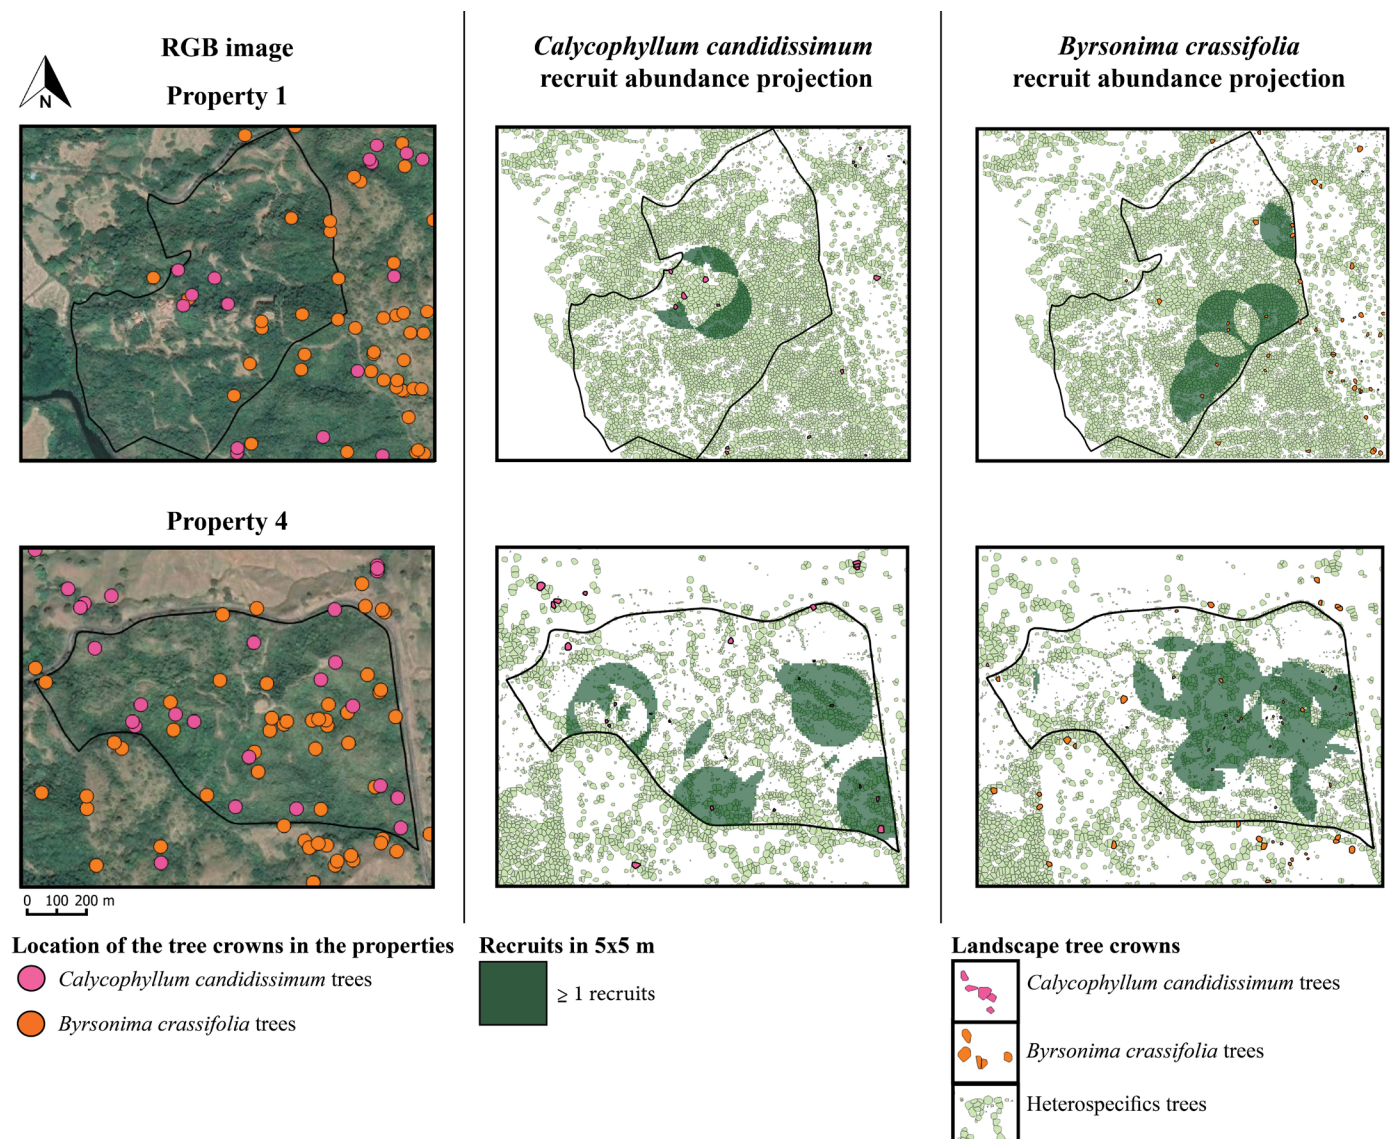 RGB image
Property 1
N
Calycophyllum candidissimum
recruit abundance projection
Byrsonima crassifolia
recruit abundance projection
Property 4
0 100 200 m
Location of the tree crowns in the properties
Calycophyllum candidissimum trees
Byrsonima crassifolia trees
Recruits in 5x5 m
≥ 1 recruits
Landscape tree crowns
Calycophyllum candidissimum trees
Byrsonima crassifolia trees
Heterospecifics trees